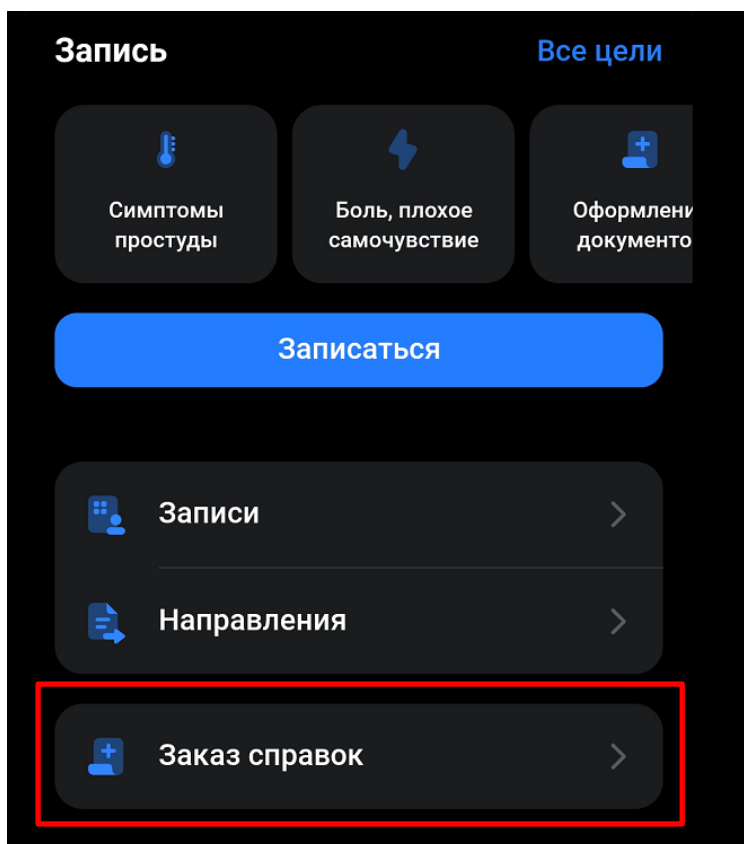 Запись
Все цели
Симптомы
простуды
Боль, плохое
самочувствие
Оформлени
документо
Записаться
Записи
Направления
Заказ справок